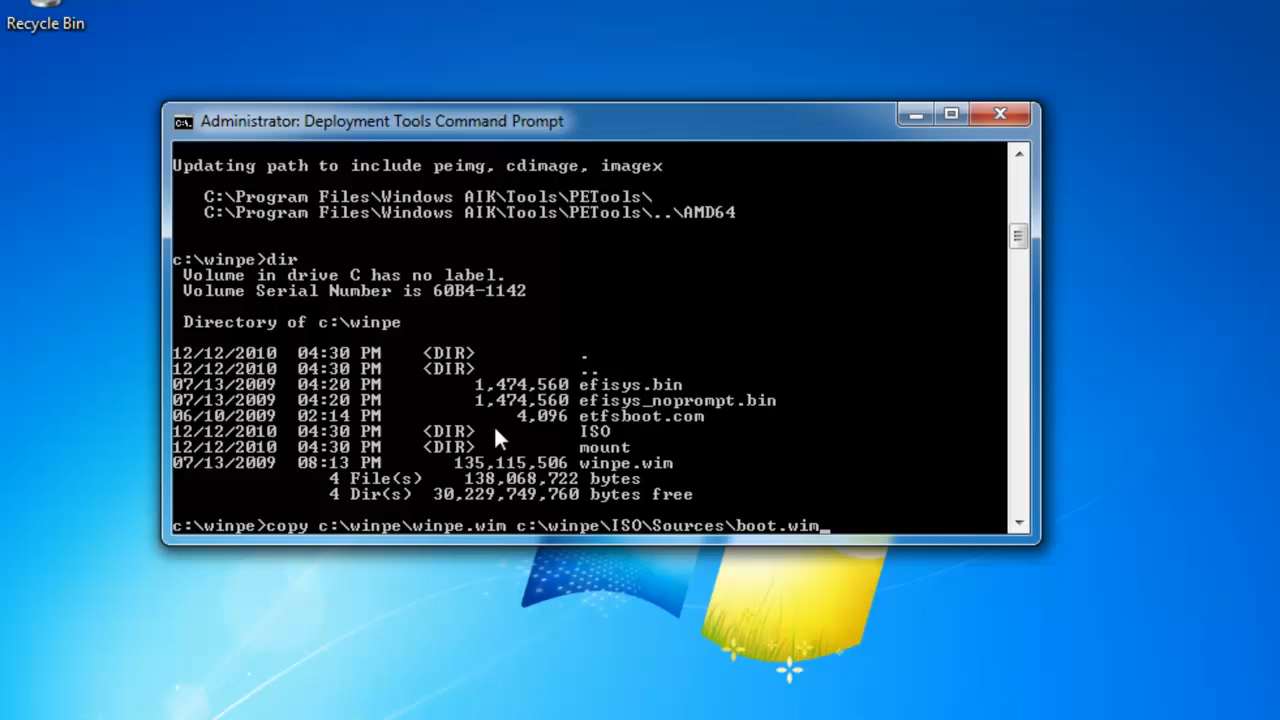 Recycle Bin
Administrator: Deployment Tools Command Prompt
Updating path to include peimg, cdimage, imagex
C:\Program Files\Windows AIK\Tools\PETools\
C:\Program Files\Windows AIK\Tools\PETools\..\AMD64
c:\winpe>dir
Volume in drive C has no label.
Volume Serial Number is 60B4-1142
Directory of c:\winpe
12/12/2010 04:30 PM <DIR> .
12/12/2010 04:30 PM <DIR> ..
07/13/2009 04:20 PM 1,474,560 efisys.bin
07/13/2009 04:20 PM 1,474,560 efisys_noprompt.bin
06/10/2009 02:14 PM 4,096 etfsboot.com
12/12/2010 04:30 PM <DIR> ISO
12/12/2010 04:30 PM <DIR> mount
07/13/2009 08:13 PM 135,115,506 winpe.wim
4 File(s) 138,068,722 bytes
4 Dir(s) 30,229,749,760 bytes free
c:\winpe>copy c:\winpe\winpe.wim c:\winpe\ISO\Sources\boot.wim_